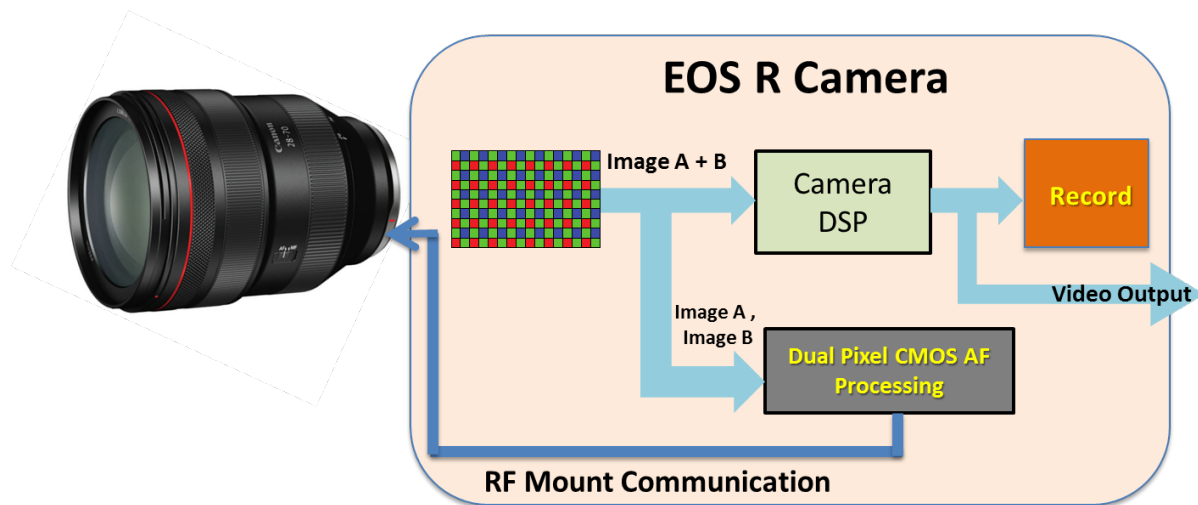 EOS R Camera
Image A + B
Camera
DSP
Record
Video Output
Image A ,
Image B
Dual Pixel CMOS AF
Processing
RF Mount Communication
Canon
28-70